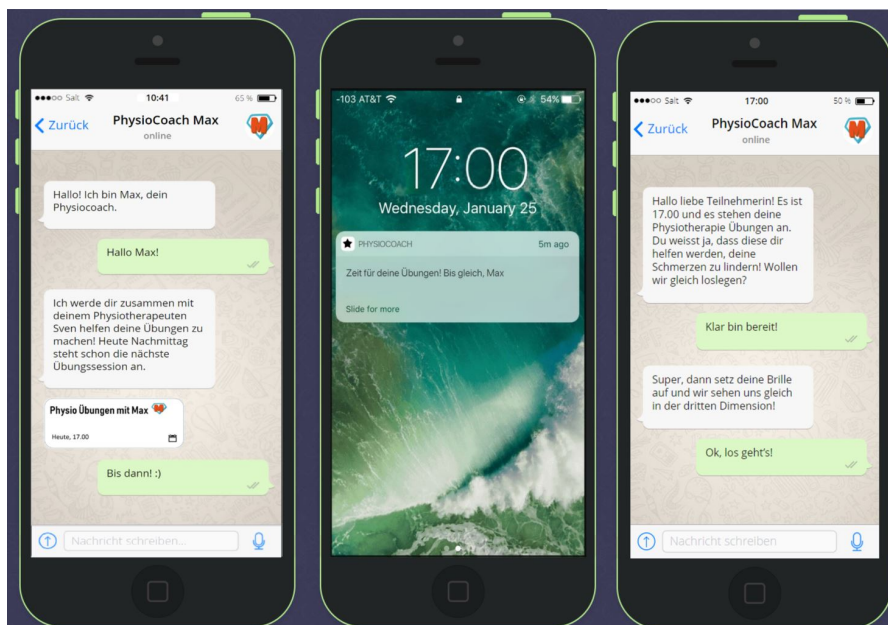 Salt
10:41
65 %
Zurück
PhysioCoach Max
online
M
Hallo! Ich bin Max, dein
Physiocoach.
Hallo Max!
Ich werde dir zusammen mit
deinem Physiotherapeuten
Sven helfen deine Übungen zu
machen! Heute Nachmittag
steht schon die nächste
Übungssession an.
Physio Übungen mit Max M
Heute, 17.00
Bis dann! :)
Nachricht schreiben...
-103 AT&T
54%
17:00
Wednesday, January 25
PHYSIOCOACH
5m ago
Zeit für deine Übungen! Bis gleich, Max
Slide for more
Salt
17:00
50 %
Zurück
PhysioCoach Max
online
M
Hallo liebe Teilnehmerin! Es ist
17.00 und es stehen deine
Physiotherapie Übungen an.
Du weisst ja, dass diese dir
helfen werden, deine
Schmerzen zu lindern! Wollen
wir gleich loslegen?
Klar bin bereit!
Super, dann setz deine Brille
auf und wir sehen uns gleich
in der dritten Dimension!
Ok, los geht's!
Nachricht schreiben